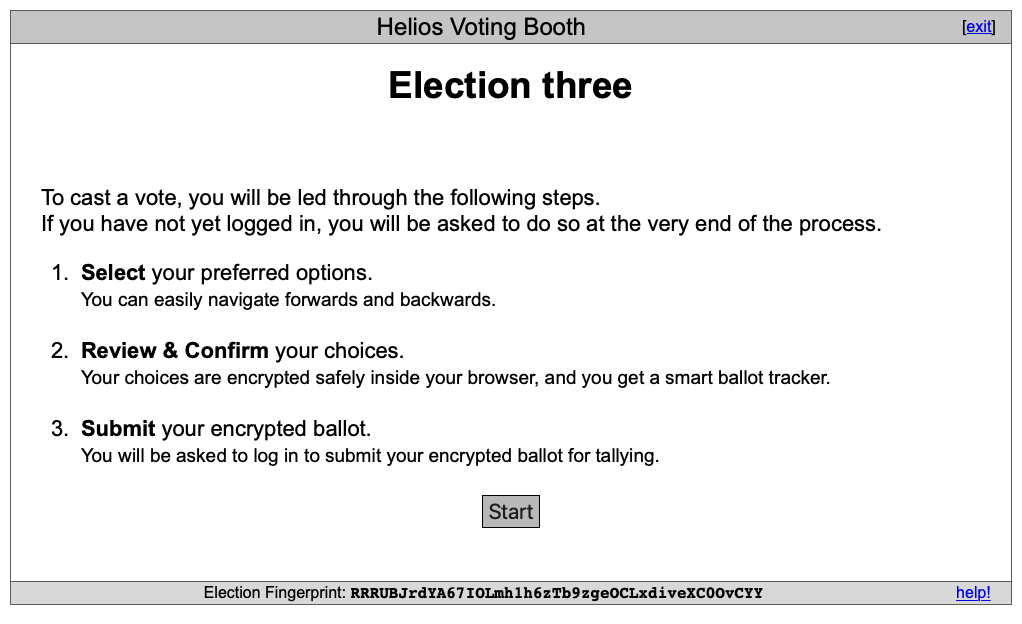 Helios Voting Booth
[exit]
Election three
To cast a vote, you will be led through the following steps.
If you have not yet logged in, you will be asked to do so at the very end of the process.
1. Select your preferred options.
You can easily navigate forwards and backwards.
2. Review & Confirm your choices.
Your choices are encrypted safely inside your browser, and you get a smart ballot tracker.
3. Submit your encrypted ballot.
You will be asked to log in to submit your encrypted ballot for tallying.
Start
Election Fingerprint: RRRUBJrdYA67IOLmh1h6zTb9zgeOCLxdiveXC0OvCYY
help!